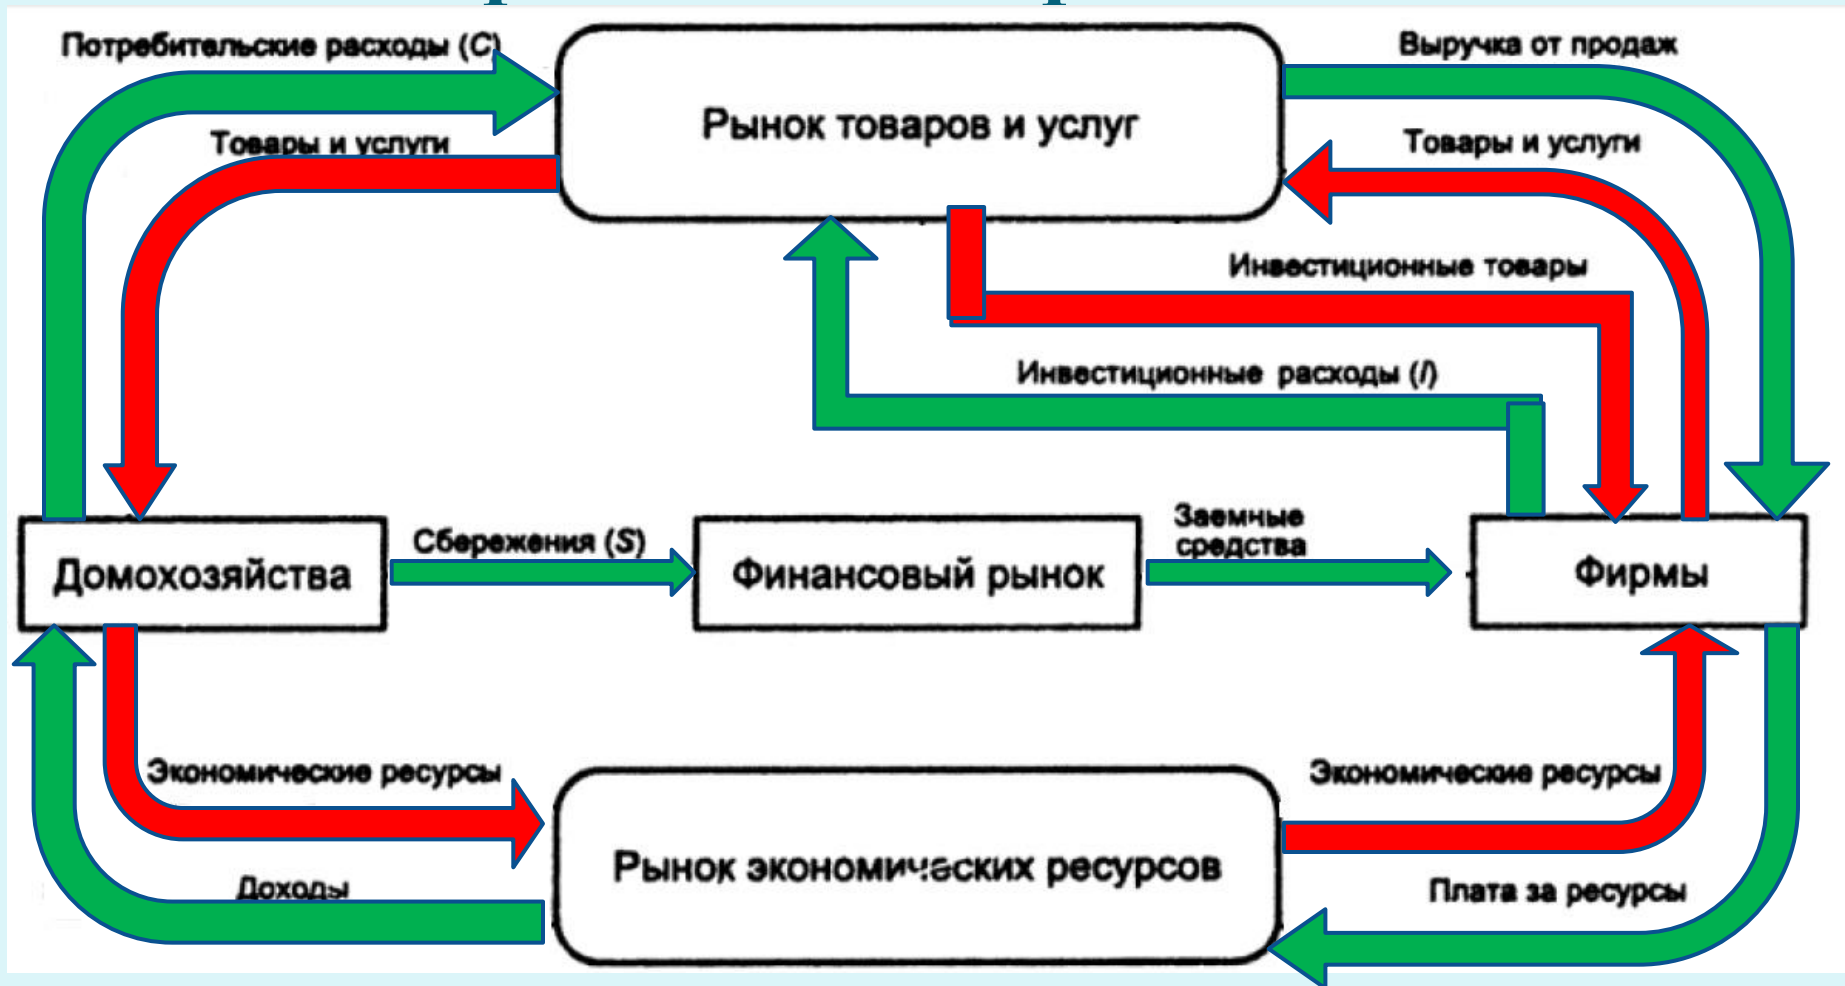 Потребительские расходы (C)
Выручка от продаж
Рынок товаров и услуг
Товары и услуги
Товары и услуги
Инвестиционные товары
Инвестиционные расходы (I)
Сбережения (S)
Заемные
средства
Домохозяйства
Финансовый рынок
Фирмы
Экономические ресурсы
Экономические ресурсы
Рынок экономических ресурсов
Доходы
Плата за ресурсы